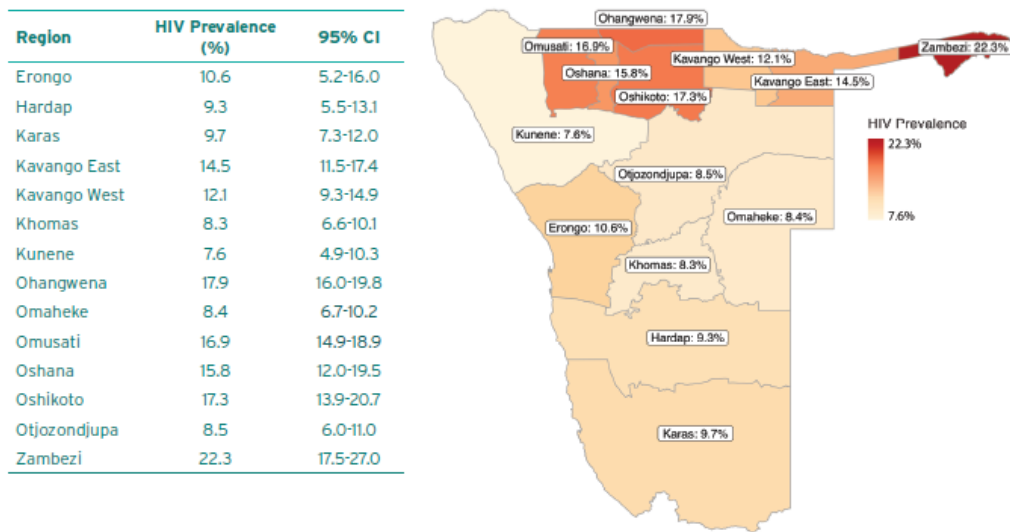 Region HIV Prevalence (%) 95% CI
Erongo 10.6 5.2-16.0
Hardap 9.3 5.5-13.1
Karas 9.7 7.3-12.0
Kavango East 14.5 11.5-17.4
Kavango West 12.1 9.3-14.9
Khomas 8.3 6.6-10.1
Kunene 7.6 4.9-10.3
Ohangwena 17.9 16.0-19.8
Omaheke 8.4 6.7-10.2
Omusati 16.9 14.9-18.9
Oshana 15.8 12.0-19.5
Oshikoto 17.3 13.9-20.7
Otjozondjupa 8.5 6.0-11.0
Zambezi 22.3 17.5-27.0
Ohangwena: 17.9%
Omusati: 16.9%
Zambezi: 22.3%
Kavango West: 12.1%
Oshana: 15.8%
Kavango East: 14.5%
Oshikoto: 17.3%
Kunene: 7.6%
Otjozondjupa: 8.5%
Omaheke: 8.4%
Erongo: 10.6%
Khomas: 8.3%
Hardap: 9.3%
Karas: 9.7%
HIV Prevalence
22.3%
7.6%